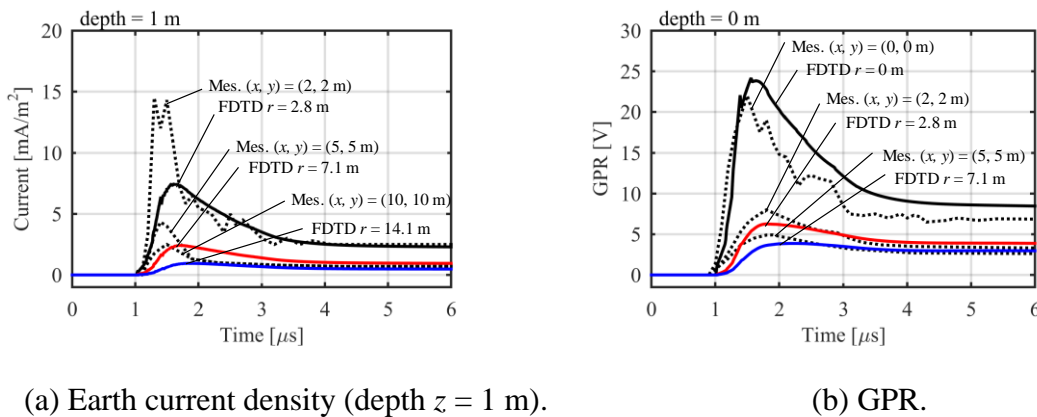 depth = 1 m
20
15
10
5
0
Current [mA/m²]
Mes. (x, y) = (2, 2 m)
FDTD r = 2.8 m
Mes. (x, y) = (5, 5 m)
FDTD r = 7.1 m
Mes. (x, y) = (10, 10 m)
FDTD r = 14.1 m
0 1 2 3 4 5 6
Time [μs]
depth = 0 m
30
25
20
15
10
5
0
GPR [V]
Mes. (x, y) = (0, 0 m)
FDTD r = 0 m
Mes. (x, y) = (2, 2 m)
FDTD r = 2.8 m
Mes. (x, y) = (5, 5 m)
FDTD r = 7.1 m
0 1 2 3 4 5 6
Time [μs]
(a) Earth current density (depth z = 1 m).
(b) GPR.